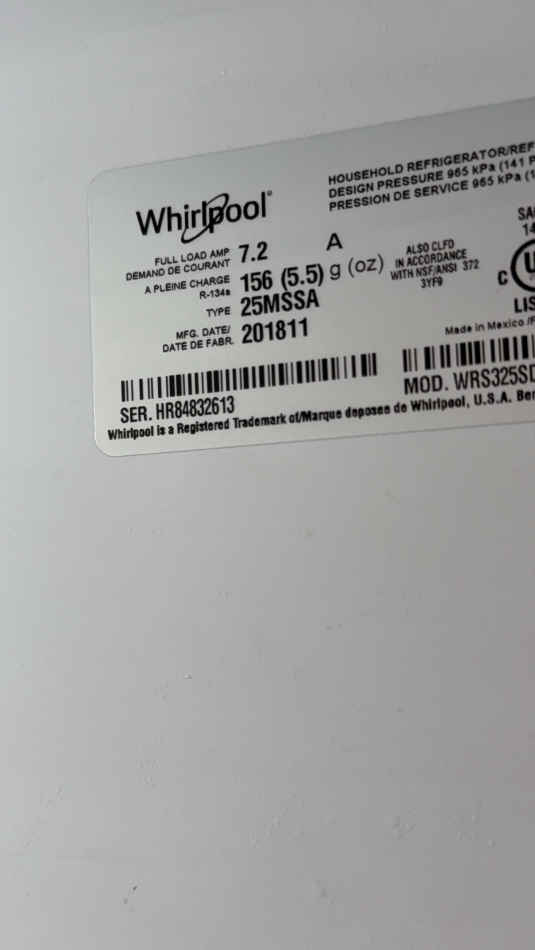 Whirlpool®
HOUSEHOLD REFRIGERATOR/REF
DESIGN PRESSURE 965 kPa (141 P
PRESSION DE SERVICE 965 kPa (1
FULL LOAD AMP
DEMAND DE COURANT 7.2 A
A PLEINE CHARGE
R-134a 156 (5.5) g (oz)
TYPE 25MSSA
MFG. DATE/
DATE DE FABR. 201811
ALSO CLFD
IN ACCORDANCE
WITH NSF/ANSI 372
3YF9
SA
14
C U
LIS
Made in Mexico /F
SER. HR84832613
MOD. WRS325SD
Whirlpool is a Registered Trademark of/Marque deposee de Whirlpool, U.S.A. Ben